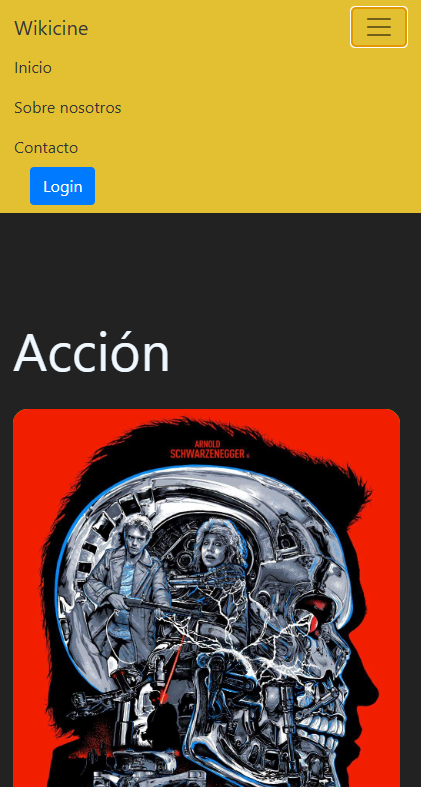 Wikicine
Inicio
Sobre nosotros
Contacto
Login
Acción
ARNOLD
SCHWARZENEGGER